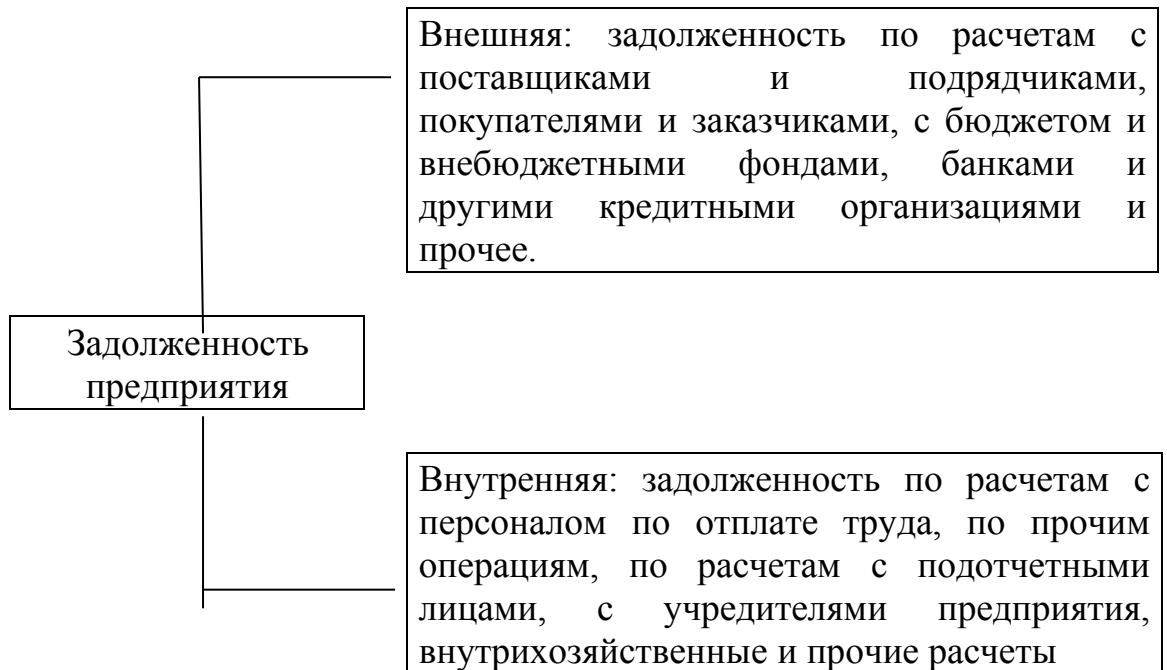 Внешняя: задолженность по расчетам с
поставщиками и подрядчиками,
покупателями и заказчиками, с бюджетом и
внебюджетными фондами, банками и
другими кредитными организациями и
прочее.
Задолженность
предприятия
Внутренняя: задолженность по расчетам с
персоналом по отплате труда, по прочим
операциям, по расчетам с подотчетными
лицами, с учредителями предприятия,
внутрихозяйственные и прочие расчеты